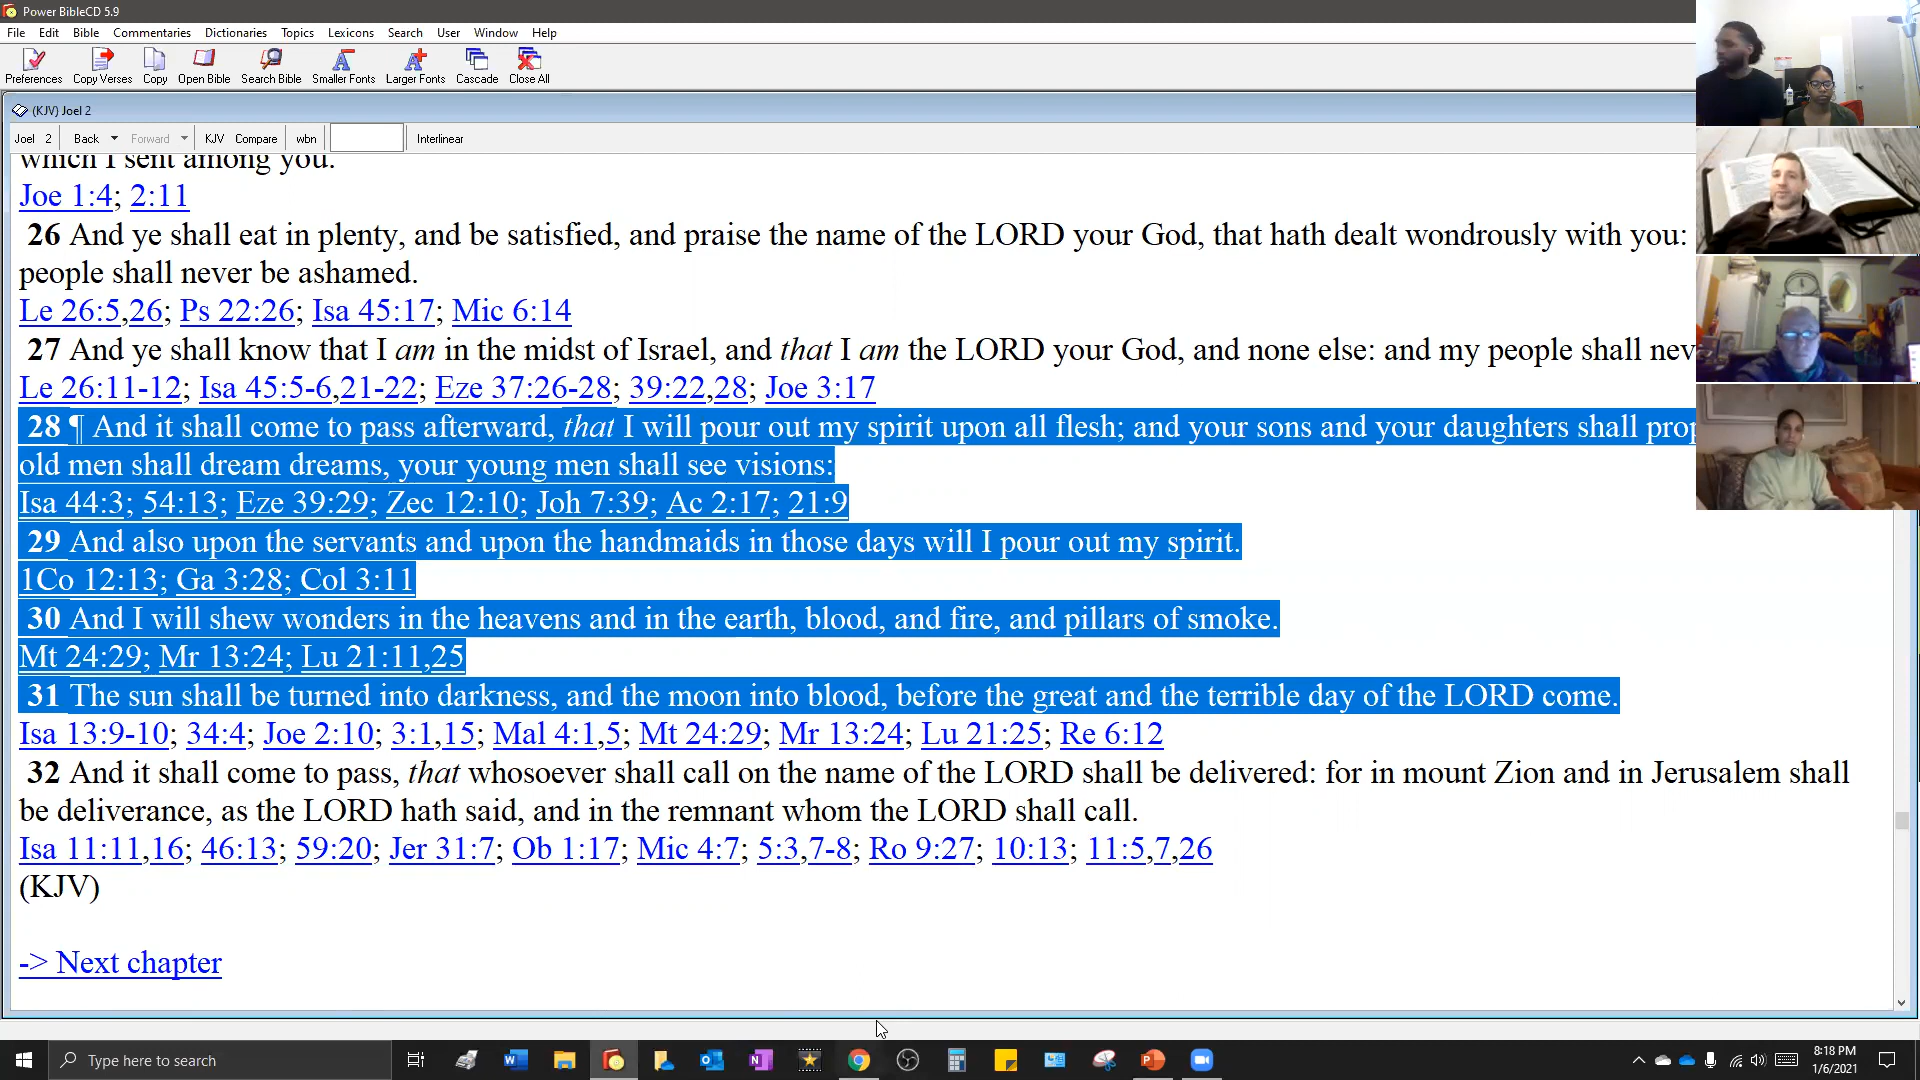 Power BibleCD 5.9
File Edit Bible Commentaries Dictionaries Topics Lexicons Search User Window Help
Preferences Copy Verses Copy Open Bible Search Bible Smaller Fonts Larger Fonts Cascade Close All
(KJV) Joel 2
Joel 2 Back Forward KJV Compare wbn Interlinear
which I sent among you.
Joe 1:4; 2:11
26 And ye shall eat in plenty, and be satisfied, and praise the name of the LORD your God, that hath dealt wondrously with you:
people shall never be ashamed.
Le 26:5,26; Ps 22:26; Isa 45:17; Mic 6:14
27 And ye shall know that I am in the midst of Israel, and that I am the LORD your God, and none else: and my people shall nev
Le 26:11-12; Isa 45:5-6,21-22; Eze 37:26-28; 39:22,28; Joe 3:17
28 ¶ And it shall come to pass afterward, that I will pour out my spirit upon all flesh; and your sons and your daughters shall prop
old men shall dream dreams, your young men shall see visions:
Isa 44:3; 54:13; Eze 39:29; Zec 12:10; Joh 7:39; Ac 2:17; 21:9
29 And also upon the servants and upon the handmaids in those days will I pour out my spirit.
1Co 12:13; Ga 3:28; Col 3:11
30 And I will shew wonders in the heavens and in the earth, blood, and fire, and pillars of smoke.
Mt 24:29; Mr 13:24; Lu 21:11,25
31 The sun shall be turned into darkness, and the moon into blood, before the great and the terrible day of the LORD come.
Isa 13:9-10; 34:4; Joe 2:10; 3:1,15; Mal 4:1,5; Mt 24:29; Mr 13:24; Lu 21:25; Re 6:12
32 And it shall come to pass, that whosoever shall call on the name of the LORD shall be delivered: for in mount Zion and in Jerusalem shall
be deliverance, as the LORD hath said, and in the remnant whom the LORD shall call.
Isa 11:11,16; 46:13; 59:20; Jer 31:7; Ob 1:17; Mic 4:7; 5:3,7-8; Ro 9:27; 10:13; 11:5,7,26
(KJV)
-> Next chapter
Type here to search
8:18 PM
1/6/2021